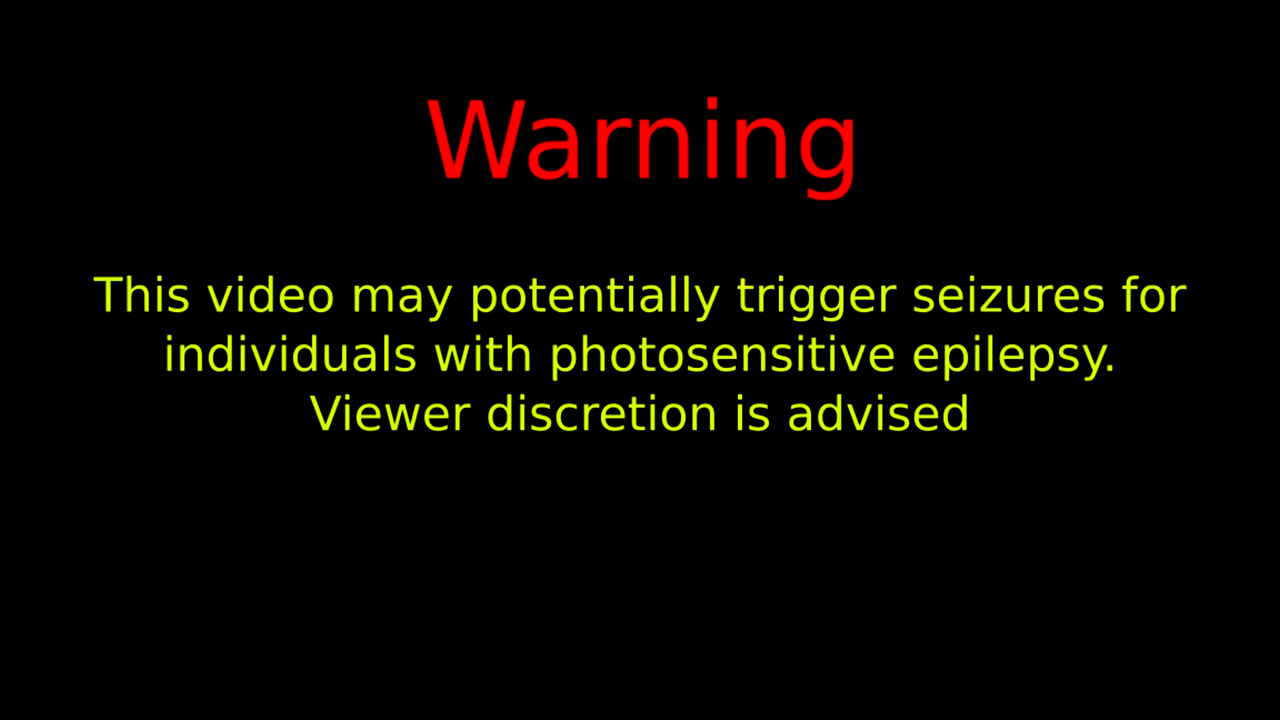 Warning
This video may potentially trigger seizures for
individuals with photosensitive epilepsy.
Viewer discretion is advised